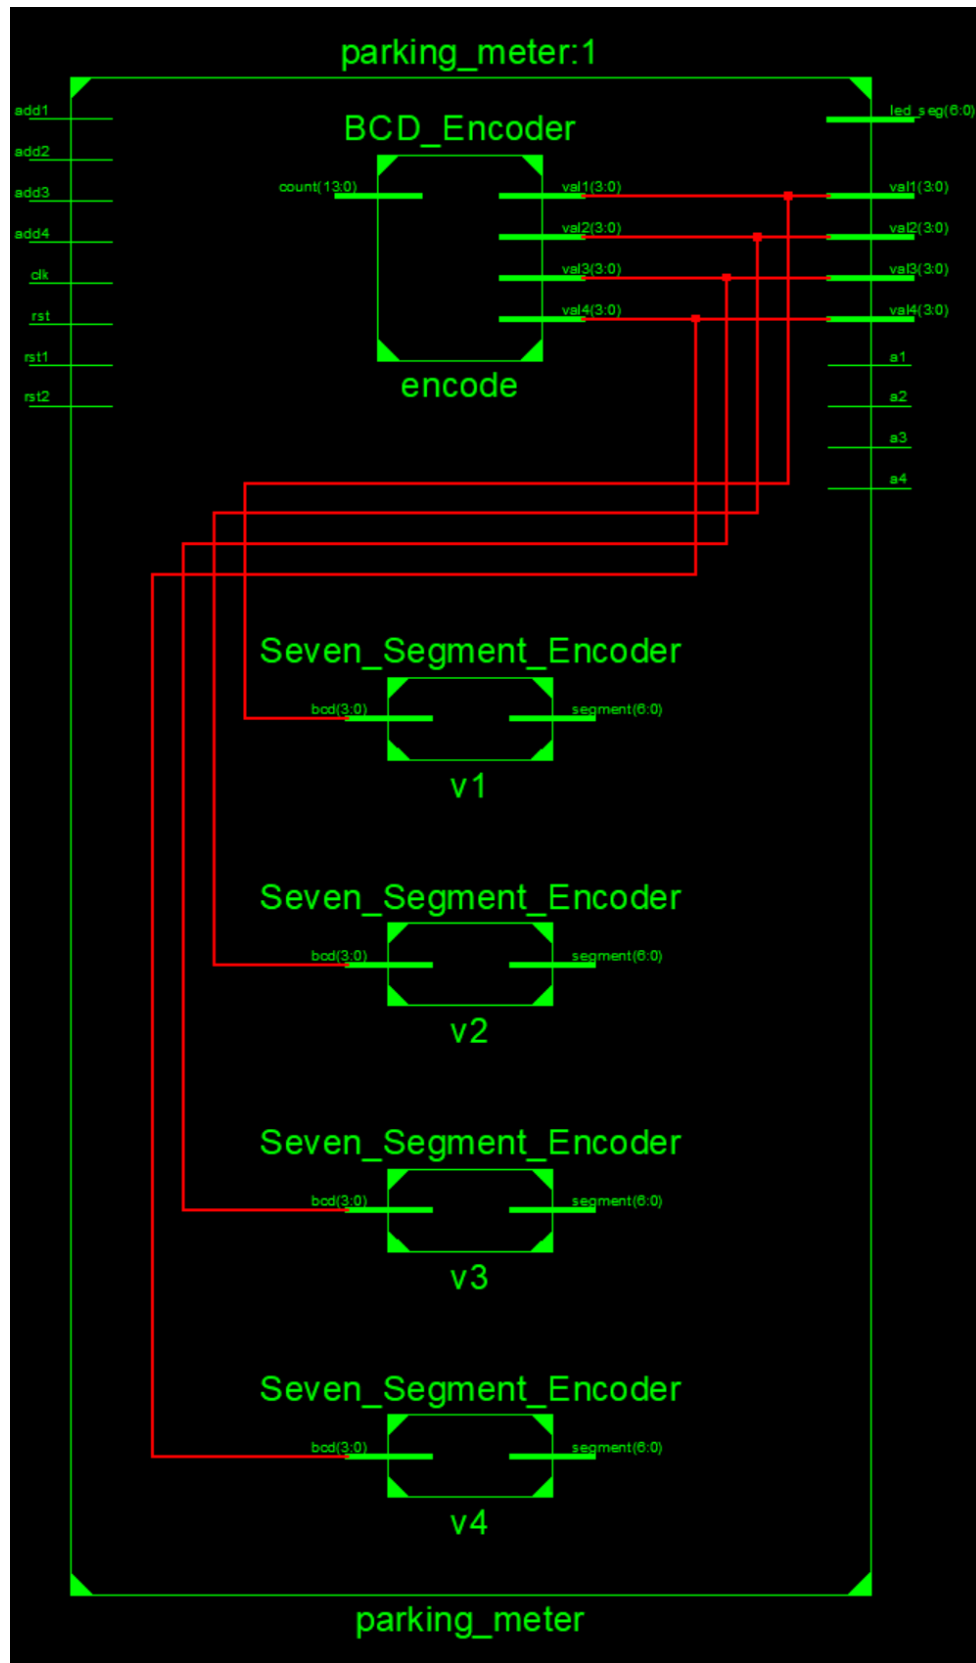 parking_meter:1
add1
add2
add3
add4
clk
rst
rst1
rst2
BCD_Encoder
count(13:0)
val1(3:0)
val2(3:0)
val3(3:0)
val4(3:0)
encode
led_seg(6:0)
val1(3:0)
val2(3:0)
val3(3:0)
val4(3:0)
a1
a2
a3
a4
Seven_Segment_Encoder
bcd(3:0)
segment(6:0)
v1
Seven_Segment_Encoder
bcd(3:0)
segment(6:0)
v2
Seven_Segment_Encoder
bcd(3:0)
segment(6:0)
v3
Seven_Segment_Encoder
bcd(3:0)
segment(6:0)
v4
parking_meter